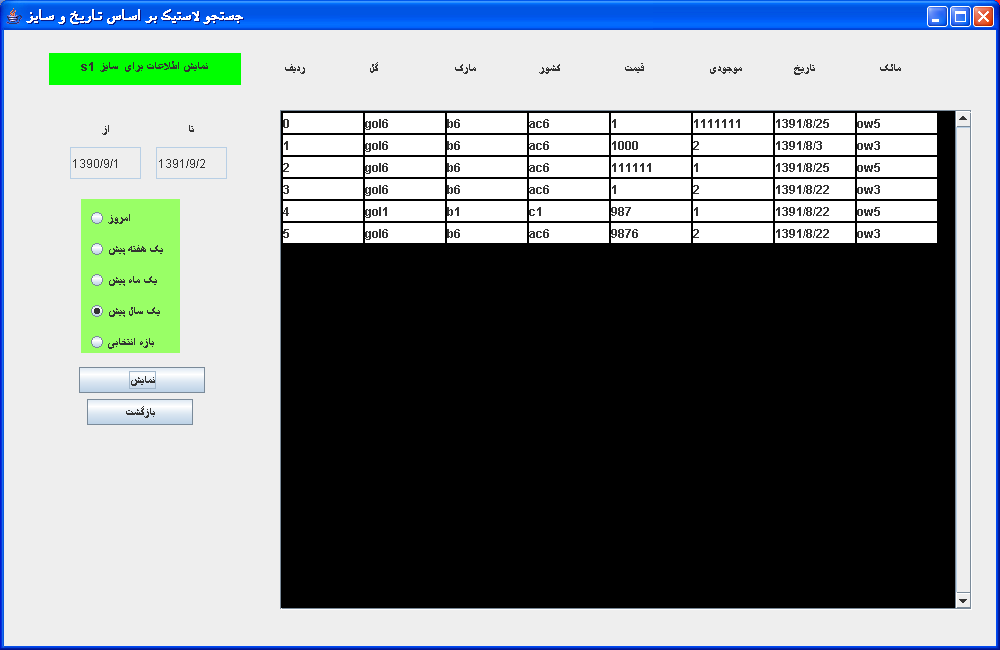 جستجو لاستیک بر اساس تاریخ و سایز
نمایش اطلاعات برای سایز s1
ردیف گل مارک کشور قیمت موجودی تاریخ مالک
از تا
1390/9/1 1391/9/2
امروز
یک هفته پیش
یک ماه پیش
یک سال پیش
بازه انتخابی
نمایش
بازگشت
0 gol6 b6 ac6 1 1111111 1391/8/25 ow5
1 gol6 b6 ac6 1000 2 1391/8/3 ow3
2 gol6 b6 ac6 111111 1 1391/8/25 ow5
3 gol6 b6 ac6 1 2 1391/8/22 ow3
4 gol1 b1 c1 987 1 1391/8/22 ow5
5 gol6 b6 ac6 9876 2 1391/8/22 ow3